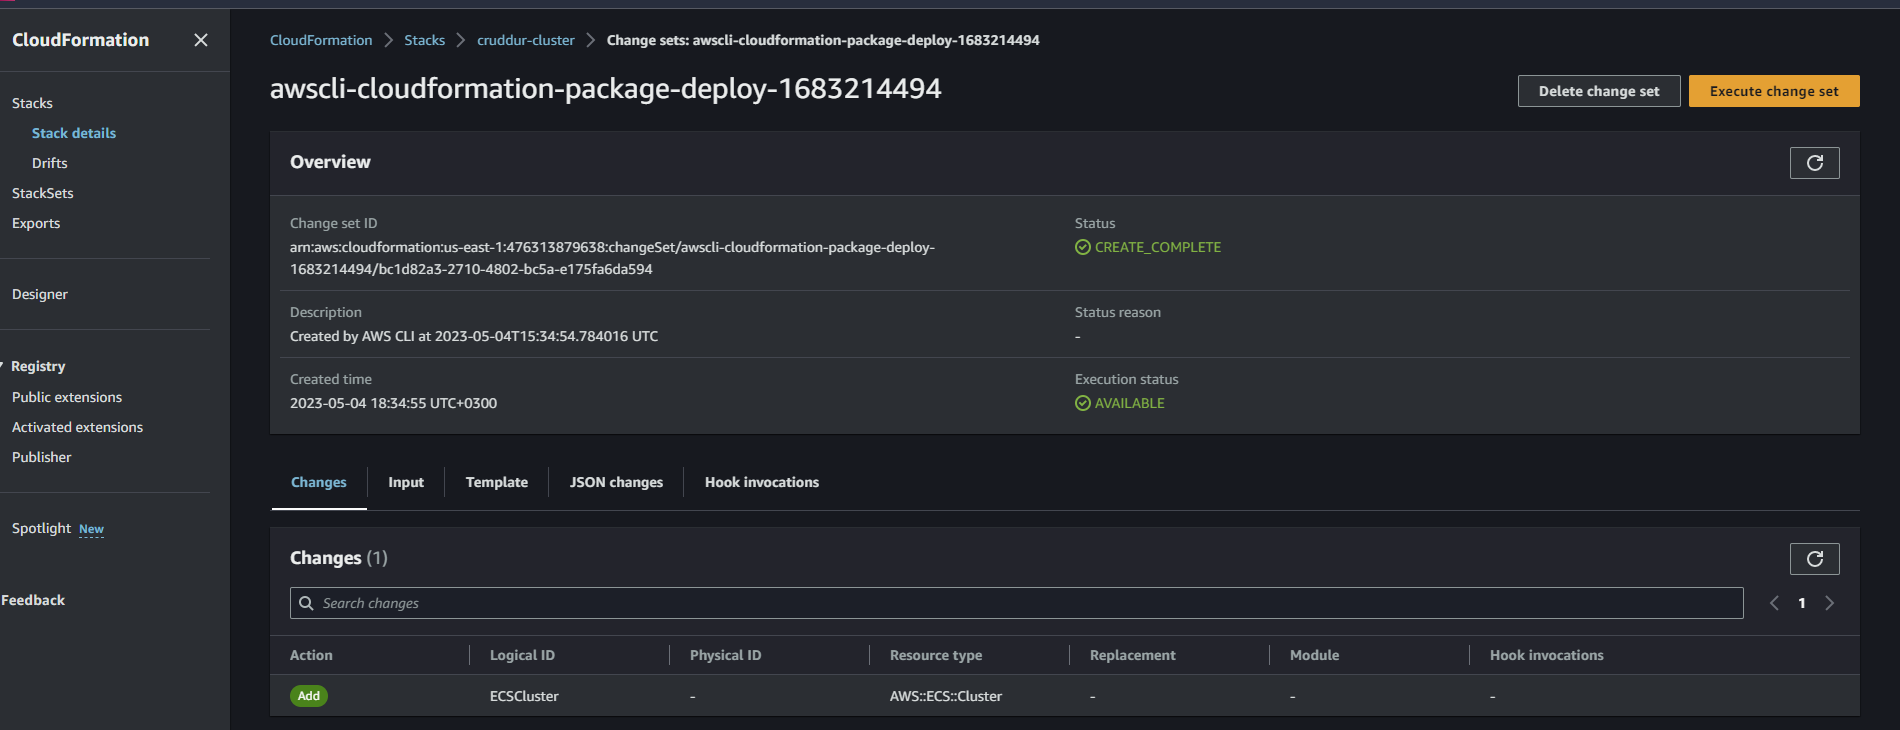 CloudFormation
Stacks
Stack details
Drifts
StackSets
Exports
Designer
Registry
Public extensions
Activated extensions
Publisher
Spotlight New
Feedback
CloudFormation Stacks cruddur-cluster Change sets: awscli-cloudformation-package-deploy-1683214494
awscli-cloudformation-package-deploy-1683214494
Delete change set Execute change set
Overview
Change set ID
arn:aws:cloudformation:us-east-1:476313879638:changeSet/awscli-cloudformation-package-deploy-
1683214494/bc1d82a3-2710-4802-bc5a-e175fa6da594
Status
CREATE_COMPLETE
Description
Created by AWS CLI at 2023-05-04T15:34:54.784016 UTC
Status reason
-
Created time
2023-05-04 18:34:55 UTC+0300
Execution status
AVAILABLE
Changes Input Template JSON changes Hook invocations
Changes (1)
Search changes
1
Action Logical ID Physical ID Resource type Replacement Module Hook invocations
Add ECSCluster - AWS::ECS::Cluster - - -